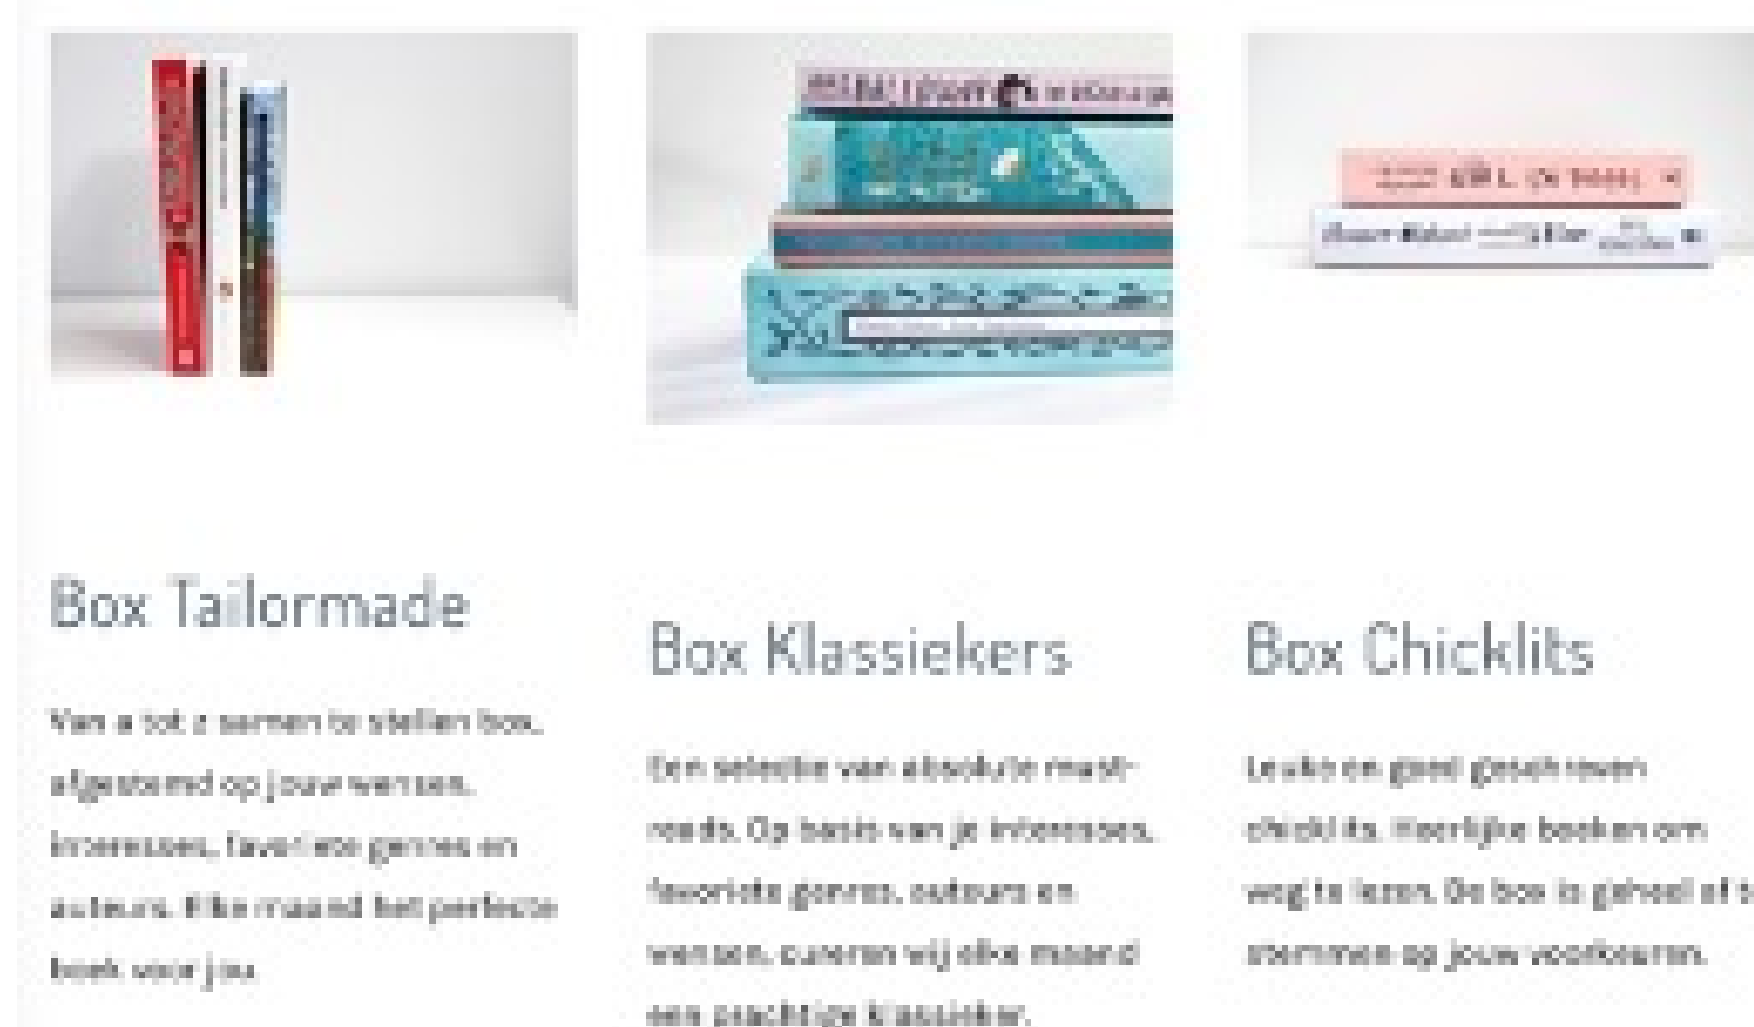 Box Tailormade
Van a tot z samen te stellen box,
afgestemd op jouw wensen,
interesses, favoriete genres en
auteurs. Elke maand het perfecte
boek voor jou.
Box Klassiekers
Een selectie van absolute must-
reads. Op basis van je interesses,
favoriete genres, auteurs en
wensen, cureren wij elke maand
een prachtige klassieker.
Box Chicklits
Leuke en goed geschreven
chicklits. Heerlijke boeken om
weg te lezen. De box is geheel af t
stemmen op jouw voorkeuren.